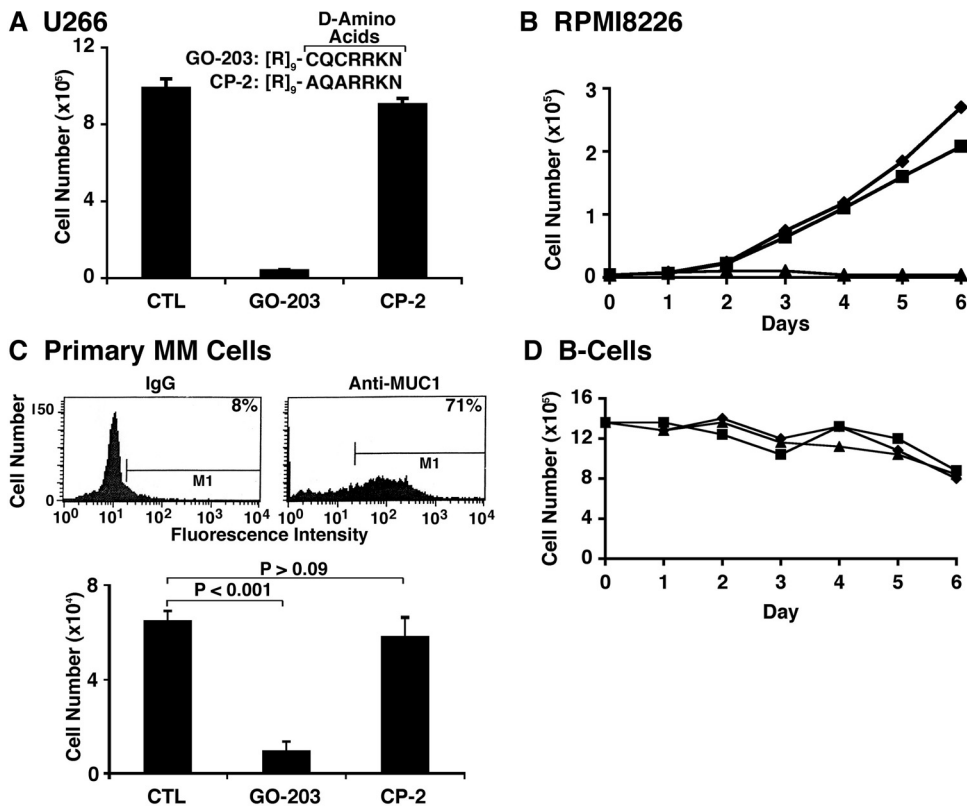 A U266
D-Amino
Acids
GO-203: [R]9-CQCRRKN
CP-2: [R]9-AQARRKN
Cell Number (x10⁵)
12
8
4
0
CTL GO-203 CP-2
B RPMI8226
Cell Number (x10⁵)
3
2
1
0
0 1 2 3 4 5 6
Days
C Primary MM Cells
IgG
Anti-MUC1
Cell Number
150
0
8%
M1
71%
M1
10⁰ 10¹ 10² 10³ 10⁴
10⁰ 10¹ 10² 10³ 10⁴
Fluorescence Intensity
P > 0.09
P < 0.001
Cell Number (x10⁴)
8
4
0
CTL GO-203 CP-2
D B-Cells
Cell Number (x10⁵)
16
12
8
4
0
0 1 2 3 4 5 6
Day